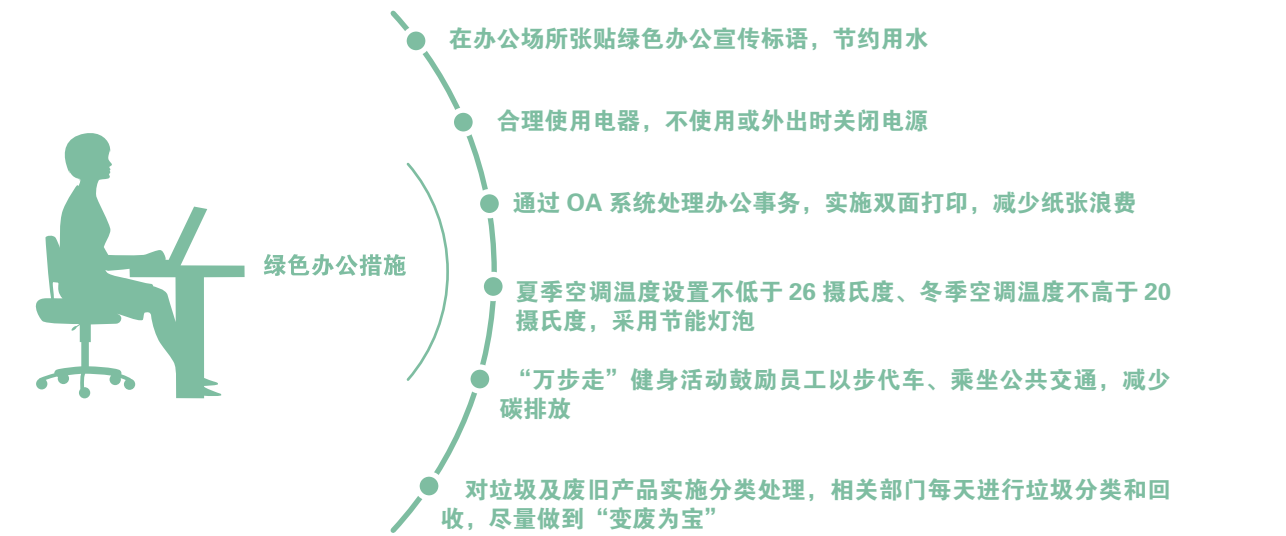 在办公场所张贴绿色办公宣传标语，节约用水
合理使用电器，不使用或外出时关闭电源
通过 OA 系统处理办公事务，实施双面打印，减少纸张浪费
绿色办公措施
夏季空调温度设置不低于 26 摄氏度、冬季空调温度不高于 20
摄氏度，采用节能灯泡
“万步走”健身活动鼓励员工以步代车、乘坐公共交通，减少
碳排放
对垃圾及废旧产品实施分类处理，相关部门每天进行垃圾分类和回
收，尽量做到“变废为宝”